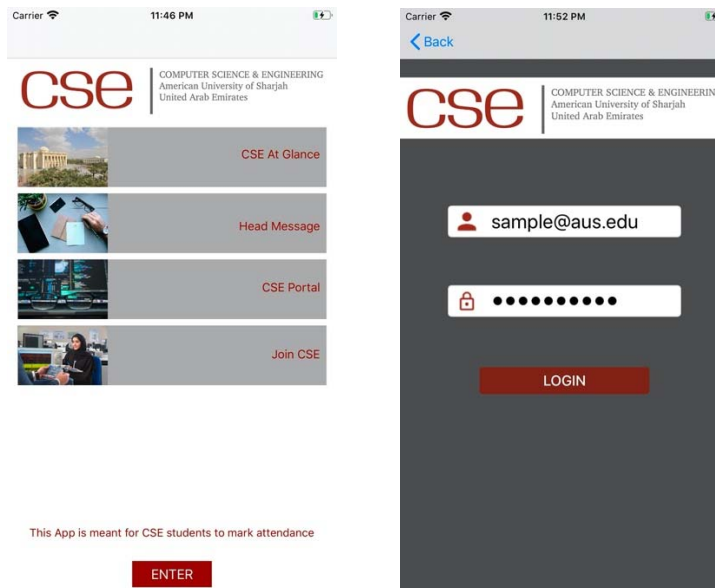 Carrier 11:46 PM
cse
COMPUTER SCIENCE & ENGINEERING
American University of Sharjah
United Arab Emirates
CSE At Glance
Head Message
CSE Portal
Join CSE
This App is meant for CSE students to mark attendance
ENTER
Carrier 11:52 PM
Back
cse
COMPUTER SCIENCE & ENGINEERIN
American University of Sharjah
United Arab Emirates
sample@aus.edu
LOGIN